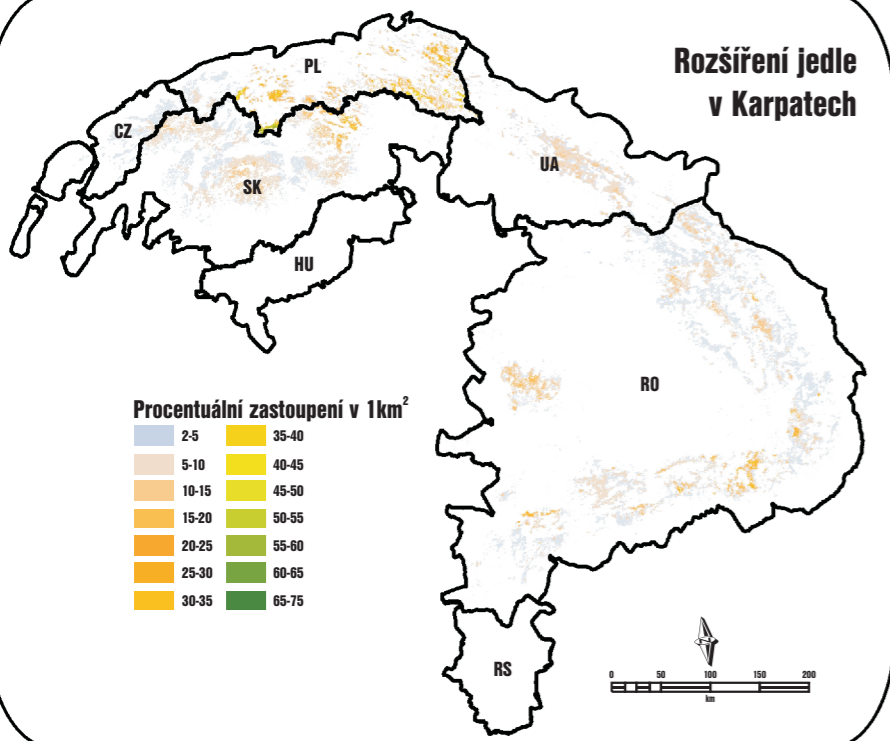 Rozšíření jedle
v Karpatech
PL
CZ
SK
UA
HU
RO
RS
Procentuální zastoupení v 1km²
2-5
5-10
10-15
15-20
20-25
25-30
30-35
35-40
40-45
45-50
50-55
55-60
60-65
65-75
0 50 100 150 200
km